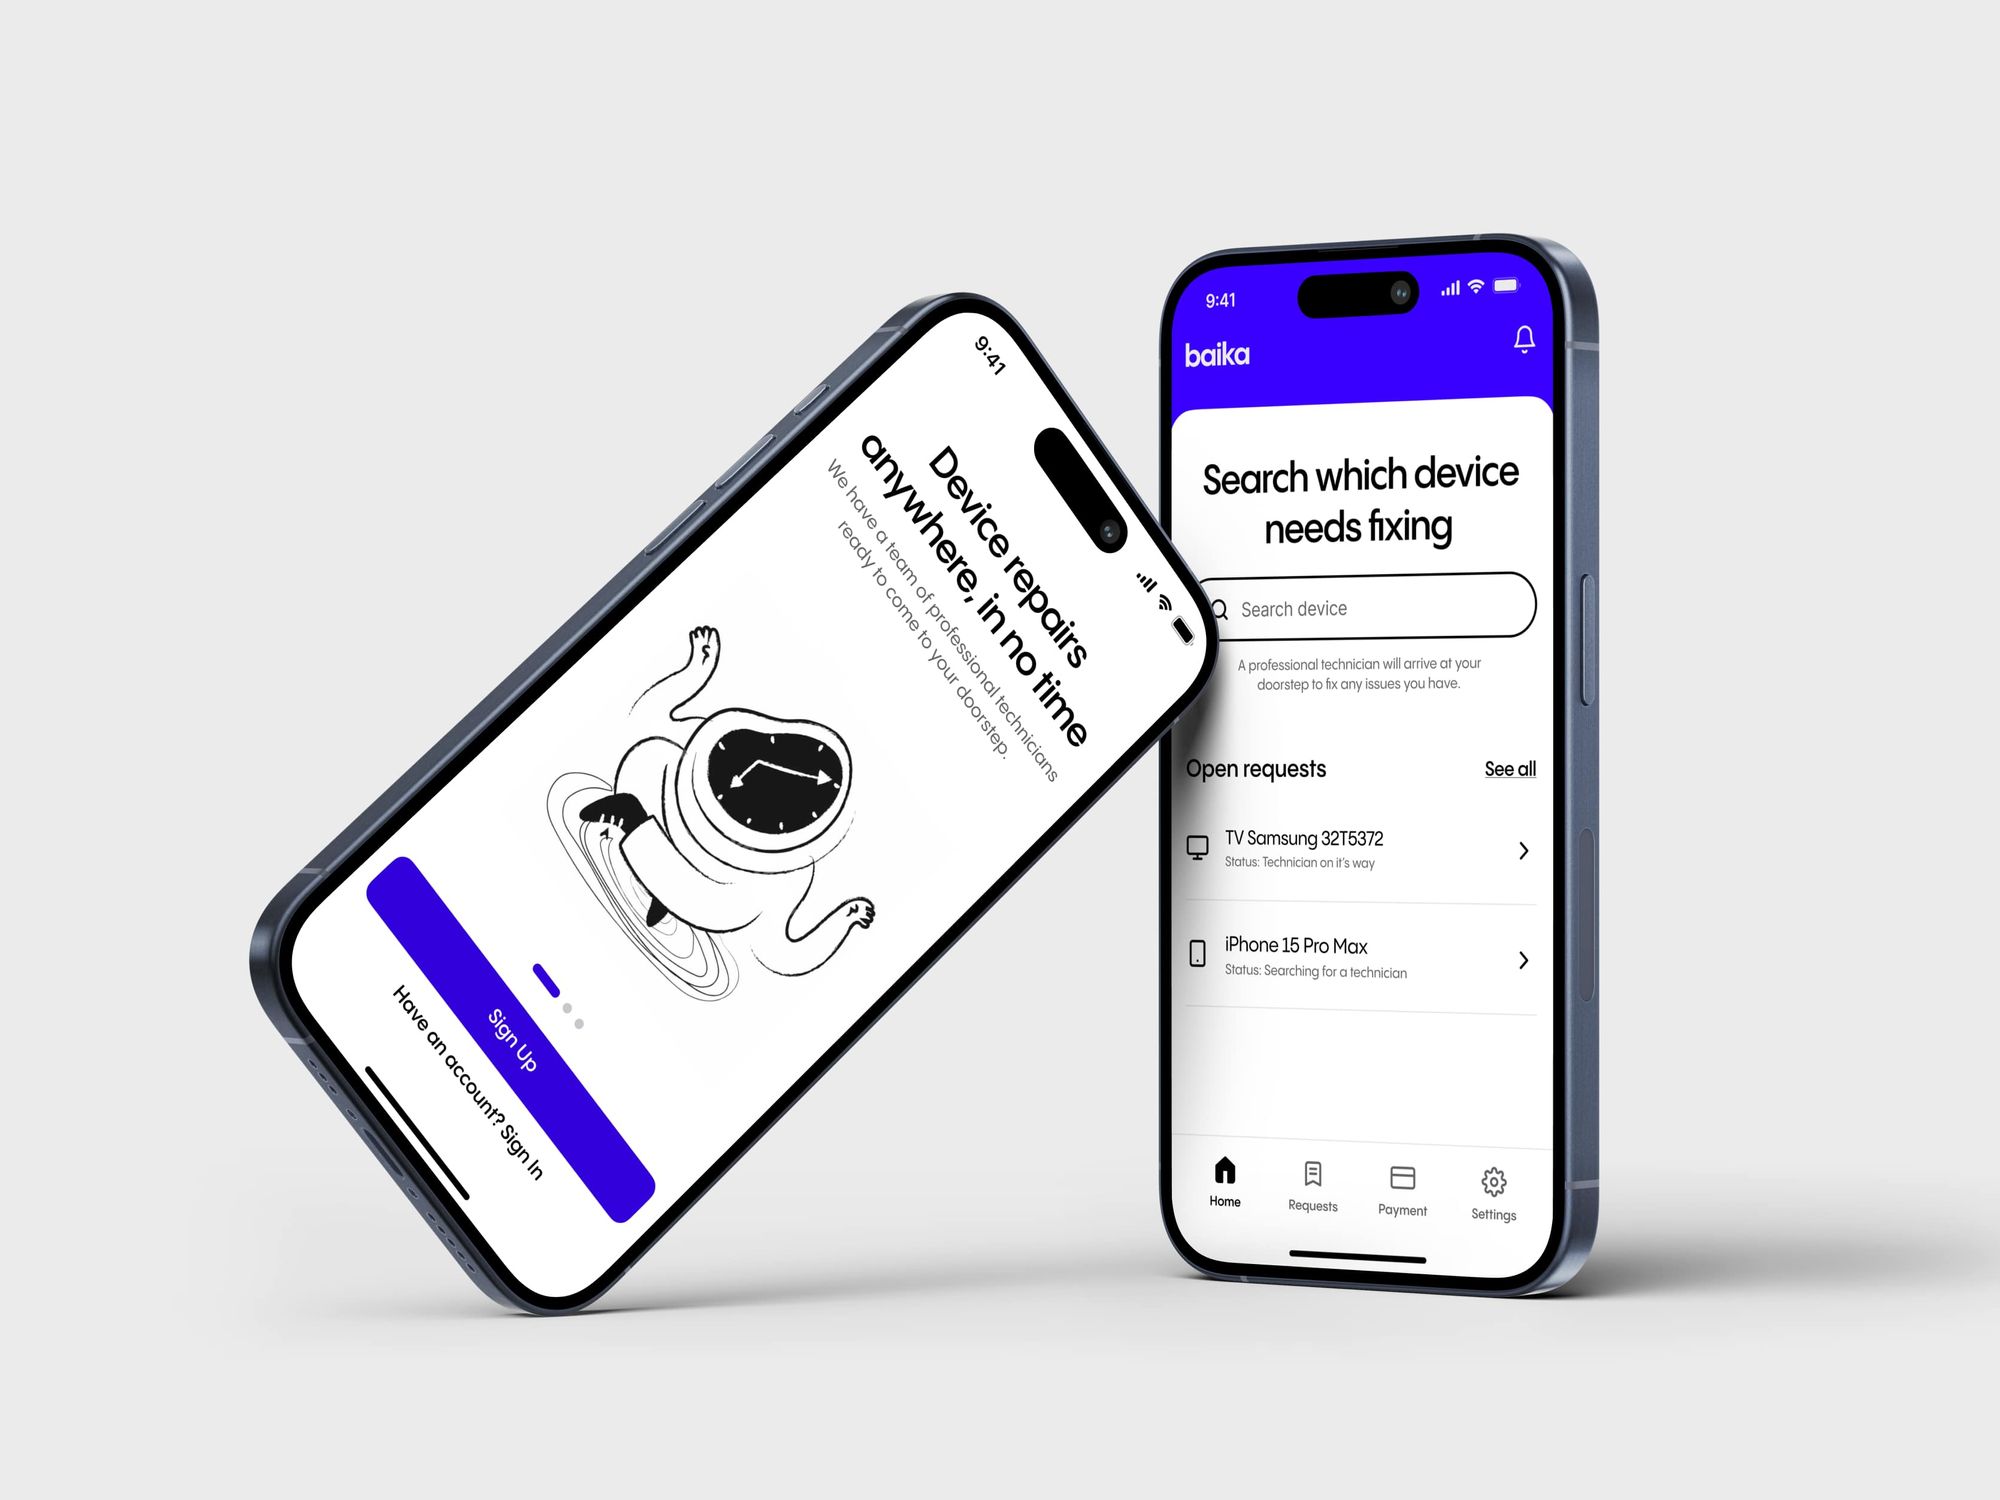 9:41
Device repairs
anywhere, in no time
We have a team of professional technicians
ready to come to your doorstep.
Sign Up
Have an account? Sign In
9:41
baika
Search which device
needs fixing
Search device
A professional technician will arrive at your
doorstep to fix any issues you have.
Open requests
See all
TV Samsung 32T5372
Status: Technician on it's way
iPhone 15 Pro Max
Status: Searching for a technician
Home
Requests
Payment
Settings